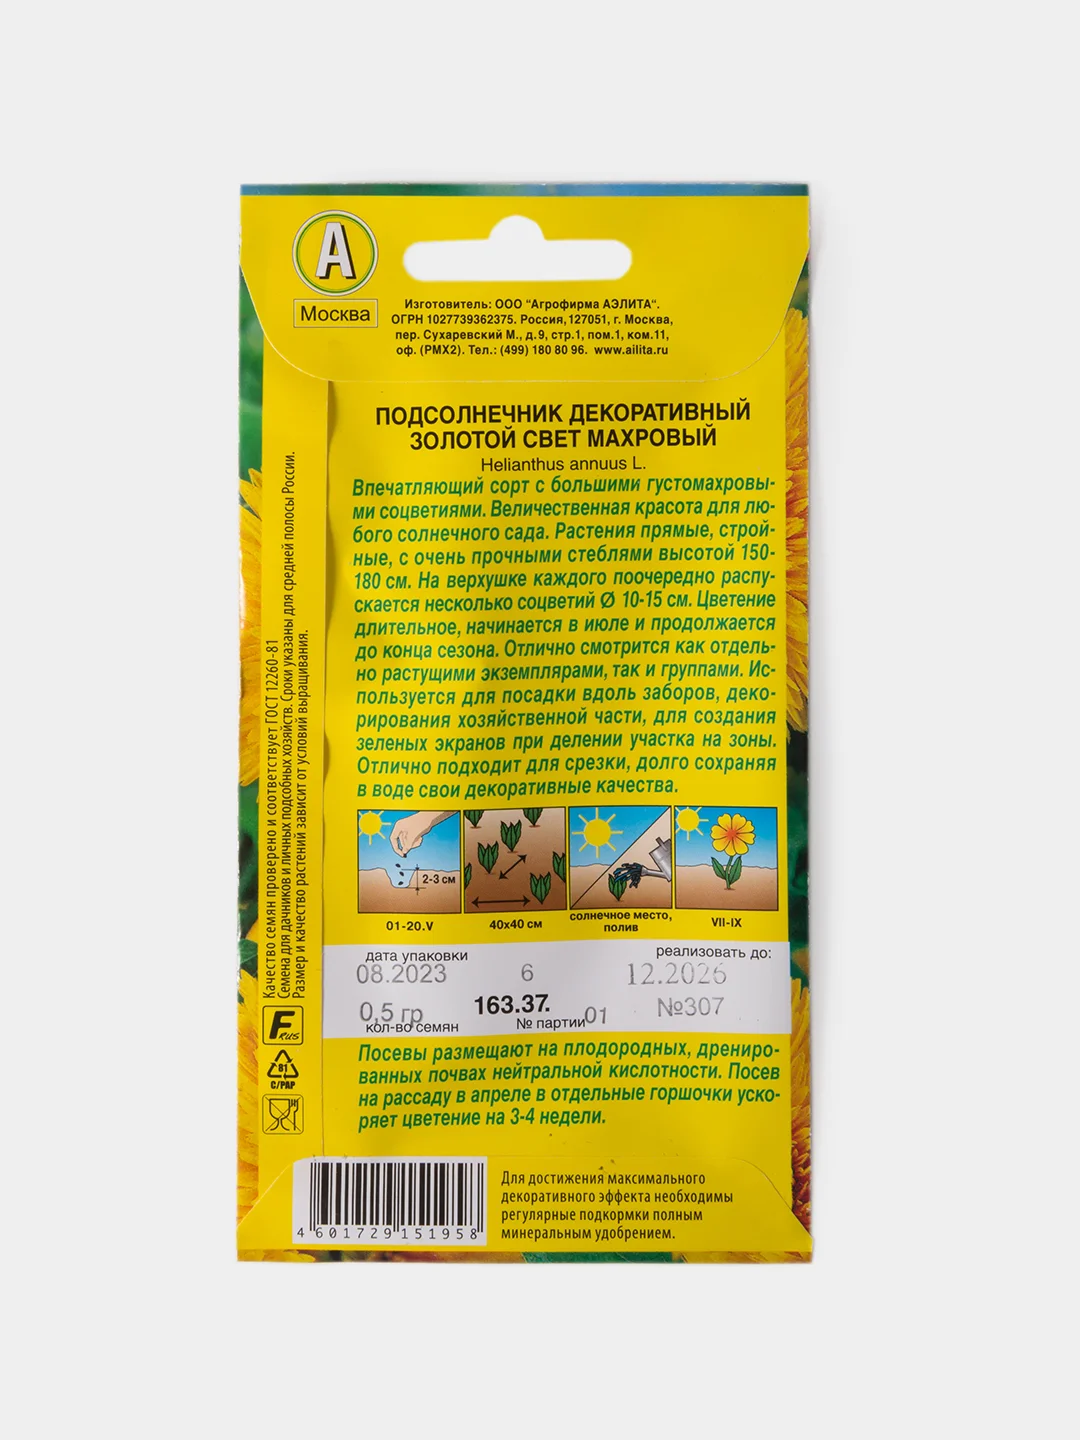 А
Москва
Изготовитель: ООО "Агрофирма АЭЛИТА".
ОГРН 1027739362375. Россия, 127051, г. Москва,
пер. Сухаревский М., д.9, стр.1, пом.1, ком.11,
оф. (РМХ2). Тел.: (499) 180 80 96. www.ailita.ru
ПОДСОЛНЕЧНИК ДЕКОРАТИВНЫЙ
ЗОЛОТОЙ СВЕТ МАХРОВЫЙ
Helianthus annuus L.
Впечатляющий сорт с большими густомахровы-
ми соцветиями. Величественная красота для лю-
бого солнечного сада. Растения прямые, строй-
ные, с очень прочными стеблями высотой 150-
180 см. На верхушке каждого поочередно распу-
скается несколько соцветий Ø 10-15 см. Цветение
длительное, начинается в июле и продолжается
до конца сезона. Отлично смотрится как отдель-
но растущими экземплярами, так и группами. Ис-
пользуется для посадки вдоль заборов, деко-
рирования хозяйственной части, для создания
зеленых экранов при делении участка на зоны.
Отлично подходит для срезки, долго сохраняя
в воде свои декоративные качества.
2-3 см
01-20.V
40х40 см
солнечное место,
полив
VII-IX
дата упаковки
реализовать до:
08.2023 6 12.2026
0,5 гр 163.37. 01 №307
кол-во семян № партии
Посевы размещают на плодородных, дрениро-
ванных почвах нейтральной кислотности. Посев
на рассаду в апреле в отдельные горшочки уско-
ряет цветение на 3-4 недели.
Качество семян проверено и соответствует ГОСТ 12260-81
Семена для дачников и личных подсобных хозяйств. Сроки указаны для средней полосы России.
Размер и качество растений зависит от условий выращивания.
F RUS
81
C/PAP
4 601729 151958
Для достижения максимального
декоративного эффекта необходимы
регулярные подкормки полным
минеральным удобрением.